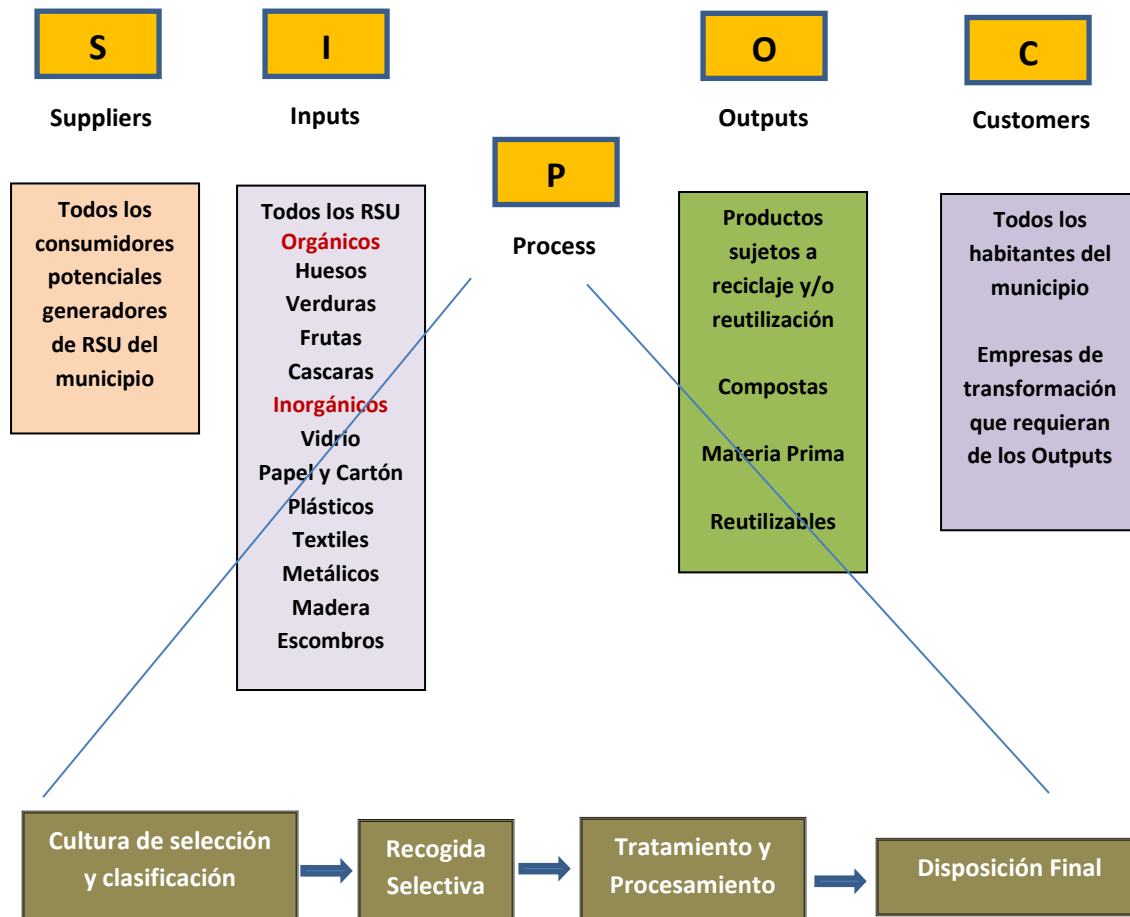 S
Suppliers
Todos los
consumidores
potenciales
generadores
de RSU del
municipio
I
Inputs
Todos los RSU
Orgánicos
Huesos
Verduras
Frutas
Cascaras
Inorgánicos
Vidrio
Papel y Cartón
Plásticos
Textiles
Metálicos
Madera
Escombros
P
Process
O
Outputs
Productos
sujetos a
reciclaje y/o
reutilización
Compostas
Materia Prima
Reutilizables
C
Customers
Todos los
habitantes del
municipio
Empresas de
transformación
que requieran
de los Outputs
Cultura de selección
y clasificación
Recogida
Selectiva
Tratamiento y
Procesamiento
Disposición Final